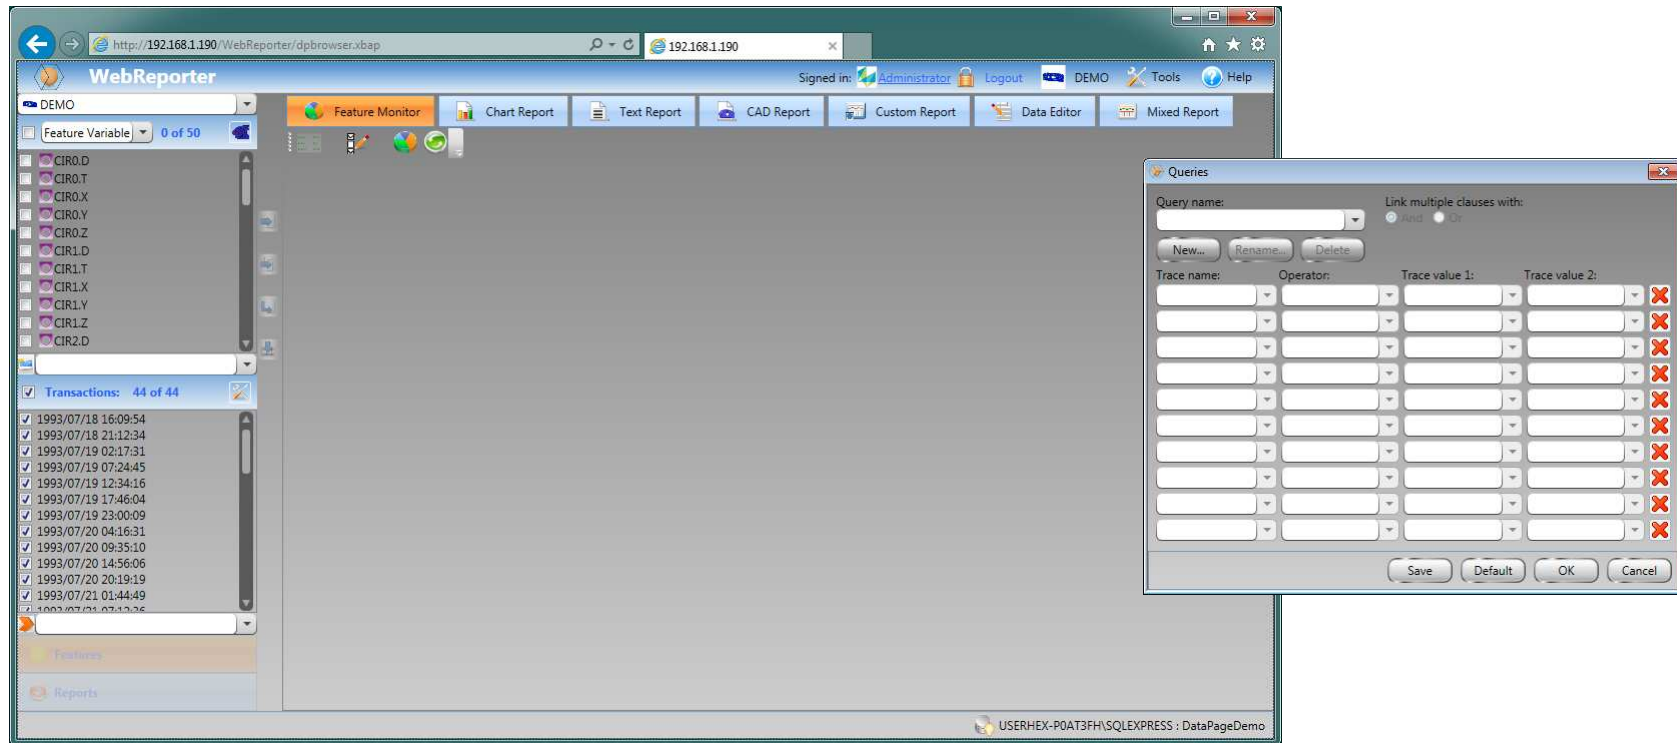 http://192.168.1.190/WebReporter/dpbrowser.xbap
192.168.1.190
WebReporter
Signed in: Administrator Logout DEMO Tools Help
DEMO
Feature Variable 0 of 50
Feature Monitor Chart Report Text Report CAD Report Custom Report Data Editor Mixed Report
CIR0.D
CIR0.T
CIR0.X
CIR0.Y
CIR0.Z
CIR1.D
CIR1.T
CIR1.X
CIR1.Y
CIR1.Z
CIR2.D
Transactions: 44 of 44
1993/07/18 16:09:54
1993/07/18 21:12:34
1993/07/19 02:17:31
1993/07/19 07:24:45
1993/07/19 12:34:16
1993/07/19 17:46:04
1993/07/19 23:00:09
1993/07/20 04:16:31
1993/07/20 09:35:10
1993/07/20 14:56:06
1993/07/20 20:19:19
1993/07/21 01:44:49
1993/07/21 07:12:36
Features
Reports
USERHEX-P0AT3FH\SQLEXPRESS : DataPageDemo
Queries
Query name: Link multiple clauses with:
And Or
New... Rename... Delete
Trace name: Operator: Trace value 1: Trace value 2:
Save Default OK Cancel